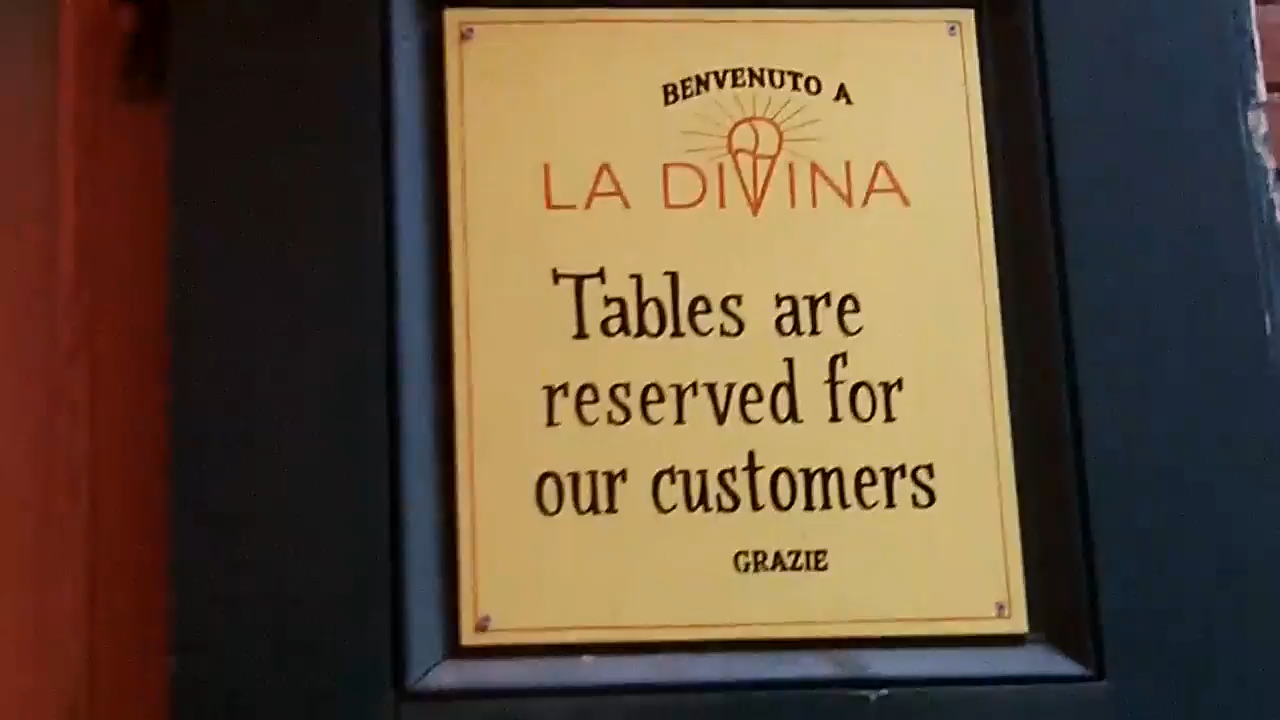 BENVENUTO A
LA DIVINA
Tables are
reserved for
our customers
GRAZIE